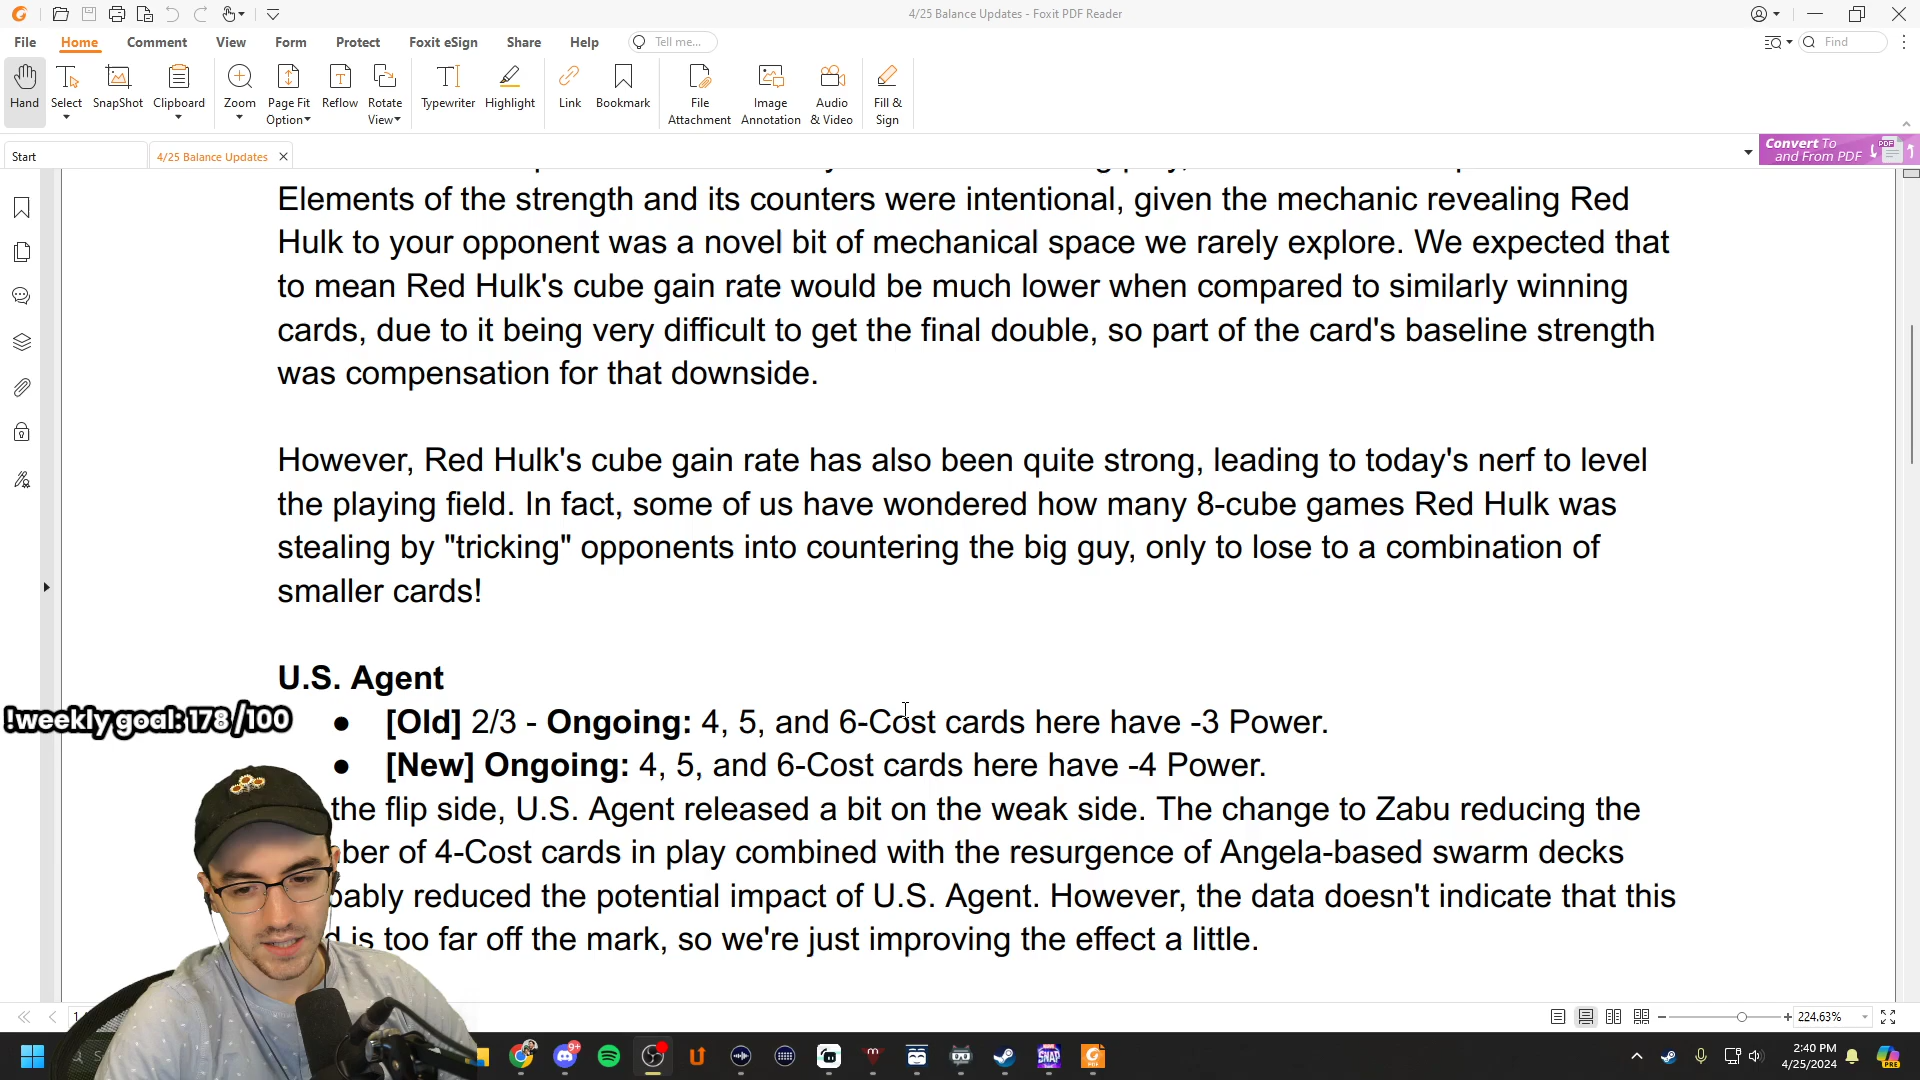 4/25 Balance Updates - Foxit PDF Reader
File Home Comment View Form Protect Foxit eSign Share Help Tell me... Find
Hand Select SnapShot Clipboard Zoom Page Fit Option Reflow Rotate View Typewriter Highlight Link Bookmark File Attachment Image Annotation Audio & Video Fill & Sign
Start 4/25 Balance Updates
Convert To
and From PDF PDF
Elements of the strength and its counters were intentional, given the mechanic revealing Red
Hulk to your opponent was a novel bit of mechanical space we rarely explore. We expected that
to mean Red Hulk's cube gain rate would be much lower when compared to similarly winning
cards, due to it being very difficult to get the final double, so part of the card's baseline strength
was compensation for that downside.
However, Red Hulk's cube gain rate has also been quite strong, leading to today's nerf to level
the playing field. In fact, some of us have wondered how many 8-cube games Red Hulk was
stealing by "tricking" opponents into countering the big guy, only to lose to a combination of
smaller cards!
U.S. Agent
!weekly goal: 178 /100
● [Old] 2/3 - Ongoing: 4, 5, and 6-Cost cards here have -3 Power.
● [New] Ongoing: 4, 5, and 6-Cost cards here have -4 Power.
the flip side, U.S. Agent released a bit on the weak side. The change to Zabu reducing the
ber of 4-Cost cards in play combined with the resurgence of Angela-based swarm decks
bably reduced the potential impact of U.S. Agent. However, the data doesn't indicate that this
is too far off the mark, so we're just improving the effect a little.
224.63%
SNAP
2:40 PM
4/25/2024